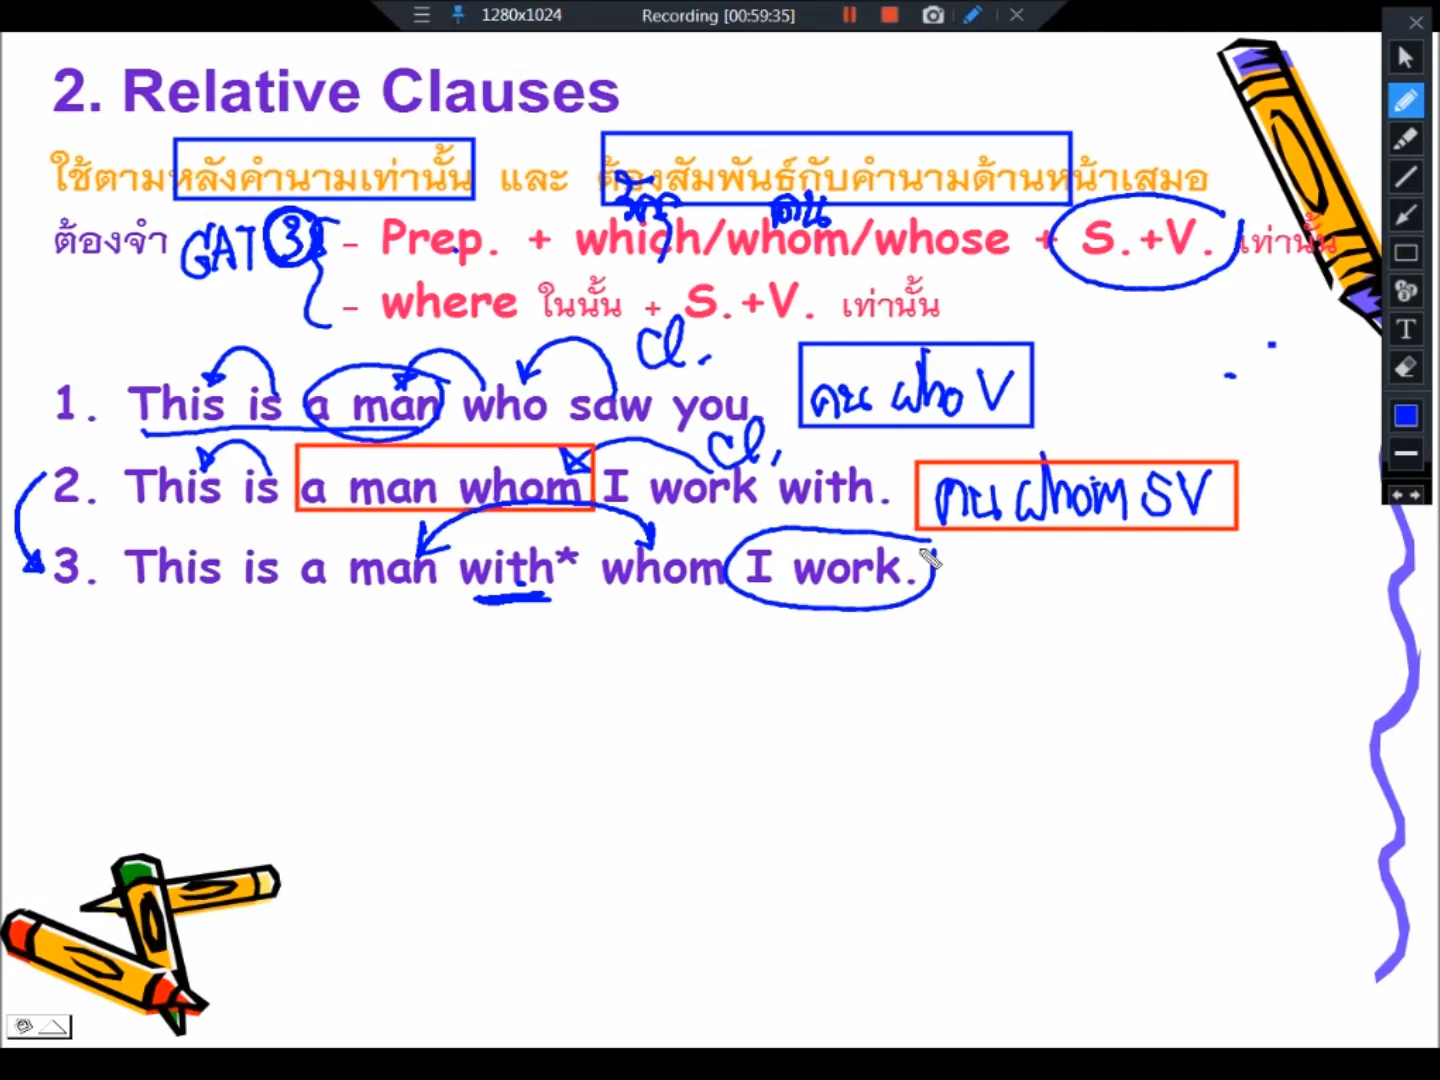 1280x1024 Recording [00:59:35]
2. Relative Clauses
ใช้ตามหลังคำนามเท่านั้น และ ต้องสัมพันธ์กับคำนามด้านหน้าเสมอ
คน
ต้องจำ GAT 3 - Prep. + which/whom/whose + S.+V. เท่านั้น
- where ในนั้น + S.+V. เท่านั้น
Cl.
1. This is a man who saw you. คน who V
Cl.
2. This is a man whom I work with. คน whom SV
3. This is a man with* whom I work.